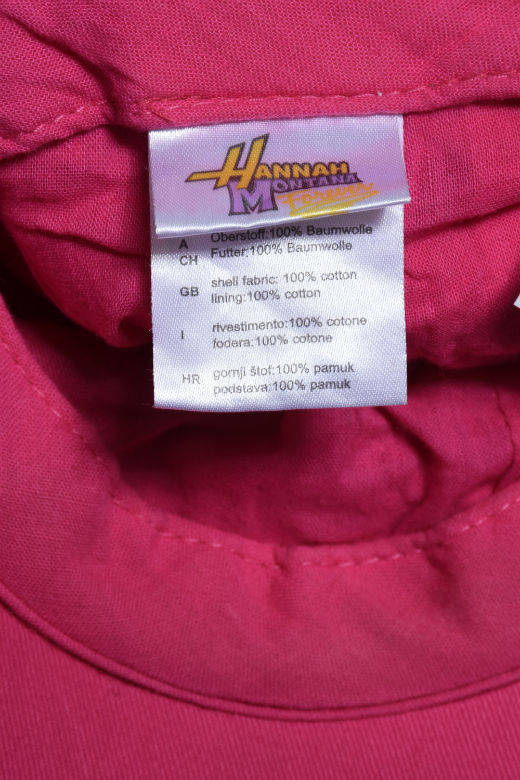 HANNAH
MONTANA
Forever
A Oberstoff:100% Baumwolle
CH Futter:100% Baumwolle
GB shell fabric: 100% cotton
lining:100% cotton
I rivestimento:100% cotone
fodera:100% cotone
HR gornji štof:100% pamuk
podstava:100% pamuk